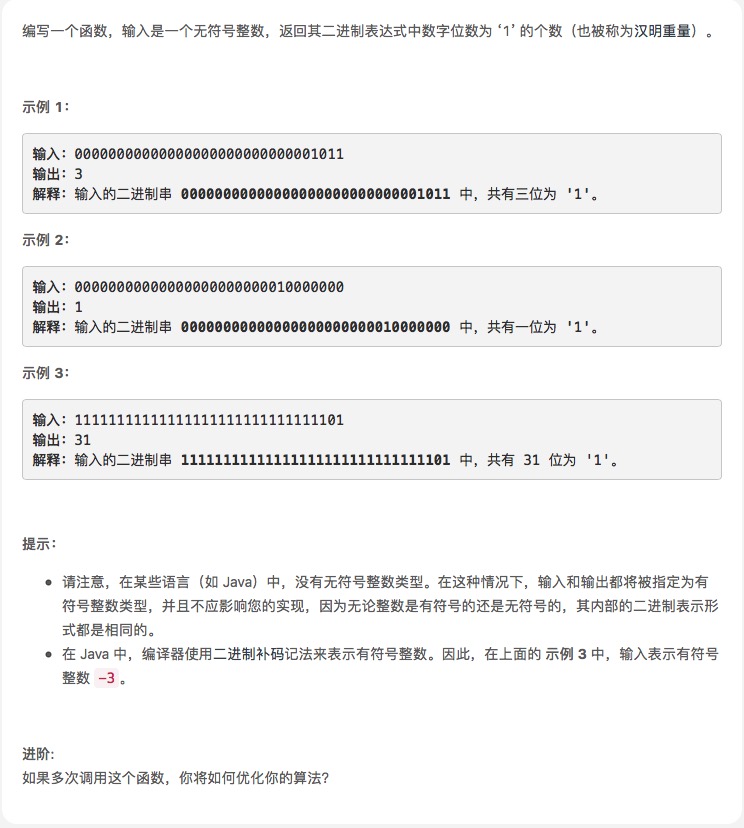 编写一个函数，输入是一个无符号整数，返回其二进制表达式中数字位数为 ‘1’ 的个数（也被称为汉明重量）。
示例 1：
输入：00000000000000000000000000001011
输出：3
解释：输入的二进制串 00000000000000000000000000001011 中，共有三位为 '1'。
示例 2：
输入：00000000000000000000000010000000
输出：1
解释：输入的二进制串 00000000000000000000000010000000 中，共有一位为 '1'。
示例 3：
输入：11111111111111111111111111111101
输出：31
解释：输入的二进制串 11111111111111111111111111111101 中，共有 31 位为 '1'。
提示：
请注意，在某些语言（如 Java）中，没有无符号整数类型。在这种情况下，输入和输出都将被指定为有
符号整数类型，并且不应影响您的实现，因为无论整数是有符号的还是无符号的，其内部的二进制表示形
式都是相同的。
在 Java 中，编译器使用二进制补码记法来表示有符号整数。因此，在上面的 示例 3 中，输入表示有符号
整数 -3。
进阶:
如果多次调用这个函数，你将如何优化你的算法?